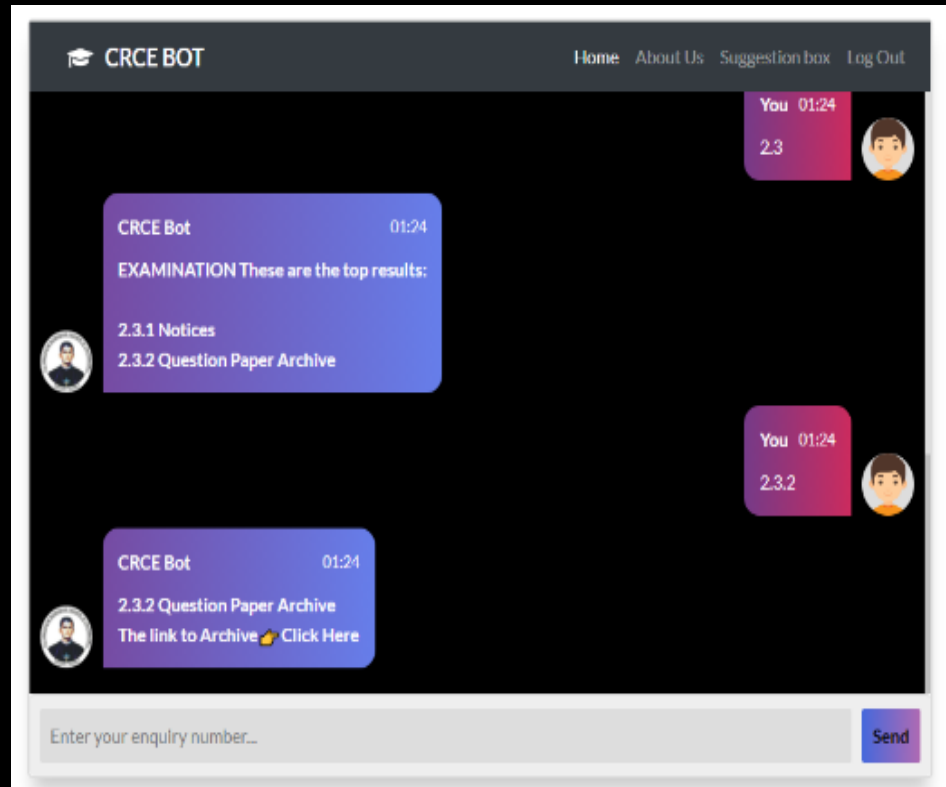 CRCE BOT
Home About Us Suggestion box Log Out
You 01:24
2.3
CRCE Bot 01:24
EXAMINATION These are the top results:
2.3.1 Notices
2.3.2 Question Paper Archive
You 01:24
2.3.2
CRCE Bot 01:24
2.3.2 Question Paper Archive
The link to Archive👉Click Here
Enter your enquiry number...
Send